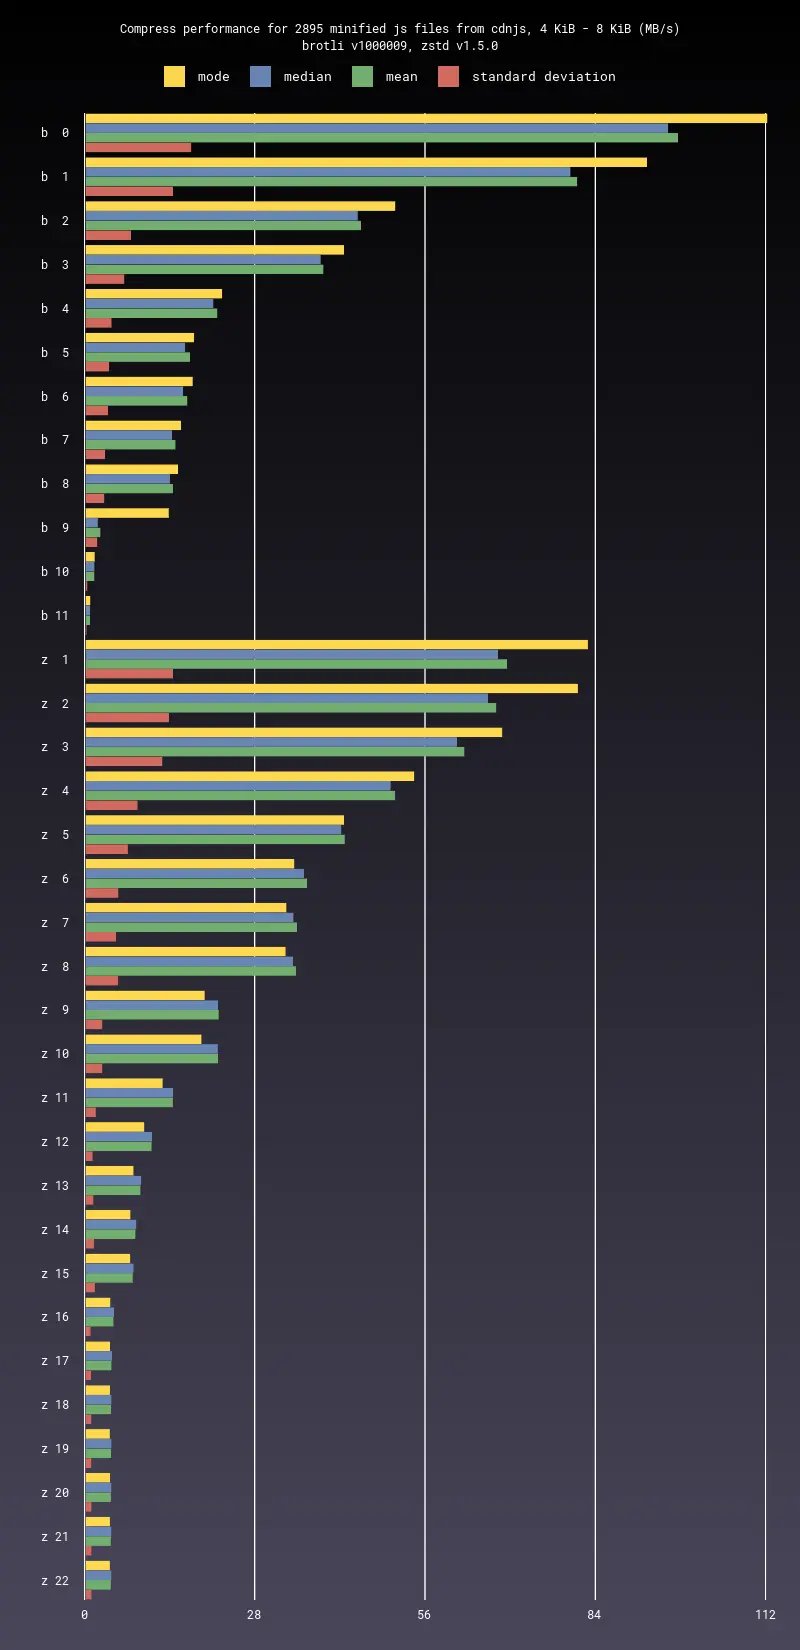 Compress performance for 2895 minified js files from cdnjs, 4 KiB - 8 KiB (MB/s)
brotli v1000009, zstd v1.5.0
mode median mean standard deviation
b 0
b 1
b 2
b 3
b 4
b 5
b 6
b 7
b 8
b 9
b 10
b 11
z 1
z 2
z 3
z 4
z 5
z 6
z 7
z 8
z 9
z 10
z 11
z 12
z 13
z 14
z 15
z 16
z 17
z 18
z 19
z 20
z 21
z 22
0 28 56 84 112